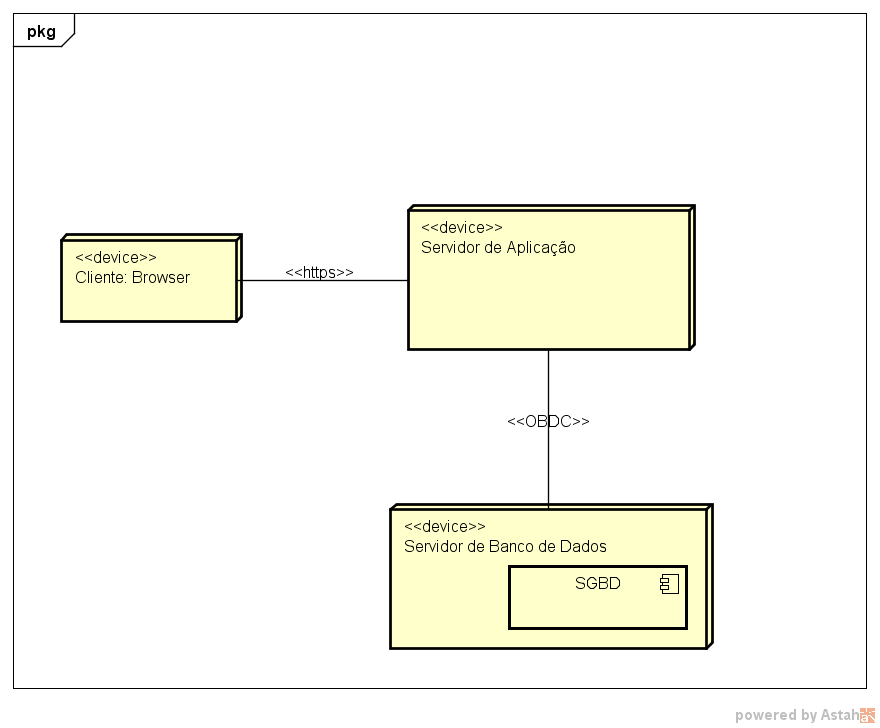 pkg
<<device>>
Servidor de Aplicação
<<device>>
Cliente: Browser
<<https>>
<<OBDC>>
<<device>>
Servidor de Banco de Dados
SGBD
powered by Astah